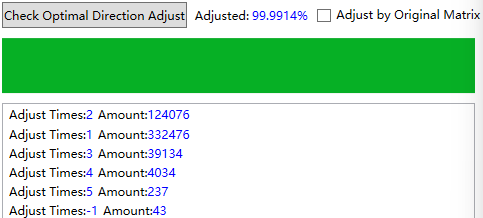 Check Optimal Direction Adjust Adjusted: 99.9914% Adjust by Original Matrix
Adjust Times:2 Amount:124076
Adjust Times:1 Amount:332476
Adjust Times:3 Amount:39134
Adjust Times:4 Amount:4034
Adjust Times:5 Amount:237
Adjust Times:-1 Amount:43